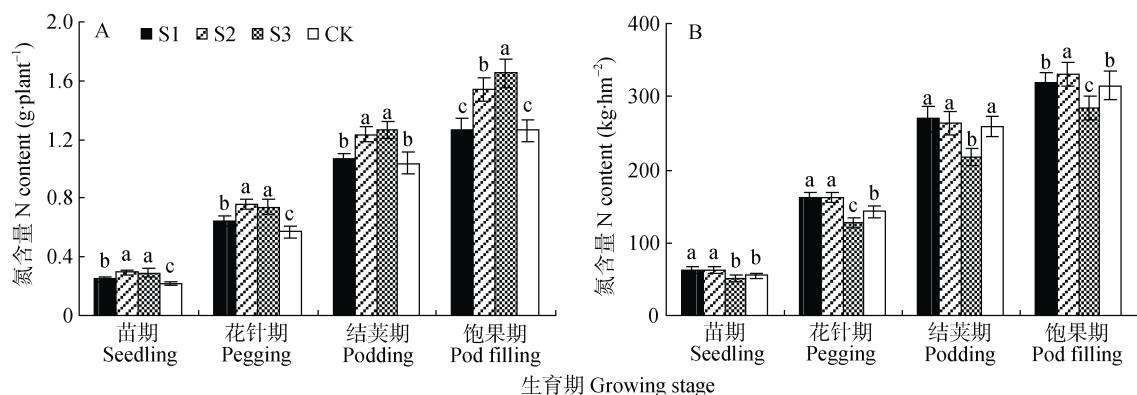 A
S1 S2 S3 CK
氮含量 N content (g·plant⁻¹)
2.0
1.6
1.2
0.8
0.4
0
b a a c
b a a c
b a a b
c b a c
苗期 花针期 结荚期 饱果期
Seedling Pegging Podding Pod filling
B
氮含量 N content (kg·hm⁻²)
400
300
200
100
0
a a b b
a a c b
a a b a
b a c b
苗期 花针期 结荚期 饱果期
Seedling Pegging Podding Pod filling
生育期 Growing stage